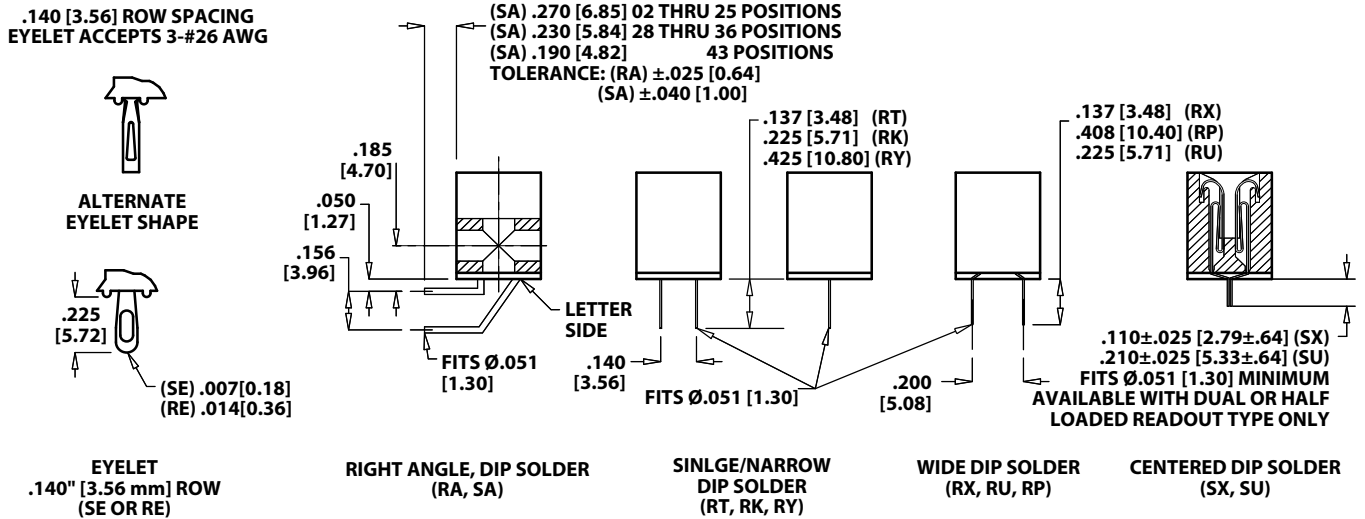 .140 [3.56] ROW SPACING
EYELET ACCEPTS 3-#26 AWG
ALTERNATE
EYELET SHAPE
.225
[5.72]
(SE) .007[0.18]
(RE) .014[0.36]
EYELET
.140" [3.56 mm] ROW
(SE OR RE)
(SA) .270 [6.85] 02 THRU 25 POSITIONS
(SA) .230 [5.84] 28 THRU 36 POSITIONS
(SA) .190 [4.82] 43 POSITIONS
TOLERANCE: (RA) ±.025 [0.64]
(SA) ±.040 [1.00]
.185
[4.70]
.050
[1.27]
.156
[3.96]
LETTER
SIDE
FITS Ø.051
[1.30]
RIGHT ANGLE, DIP SOLDER
(RA, SA)
.137 [3.48] (RT)
.225 [5.71] (RK)
.425 [10.80] (RY)
.140
[3.56]
FITS Ø.051 [1.30]
SINLGE/NARROW
DIP SOLDER
(RT, RK, RY)
.137 [3.48] (RX)
.408 [10.40] (RP)
.225 [5.71] (RU)
.200
[5.08]
WIDE DIP SOLDER
(RX, RU, RP)
.110±.025 [2.79±.64] (SX)
.210±.025 [5.33±.64] (SU)
FITS Ø.051 [1.30] MINIMUM
AVAILABLE WITH DUAL OR HALF
LOADED READOUT TYPE ONLY
CENTERED DIP SOLDER
(SX, SU)